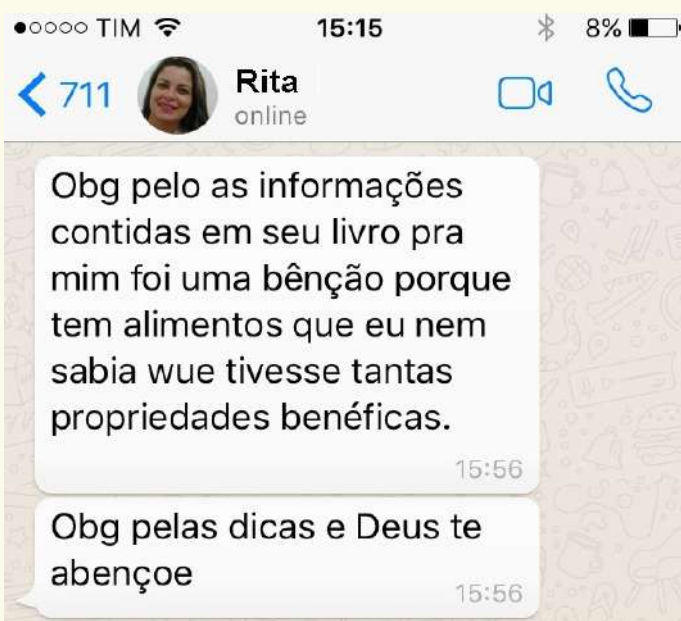 TIM 15:15 8%
711 Rita
online
Obg pelo as informações
contidas em seu livro pra
mim foi uma bênção porque
tem alimentos que eu nem
sabia wue tivesse tantas
propriedades benéficas.
15:56
Obg pelas dicas e Deus te
abençoe
15:56